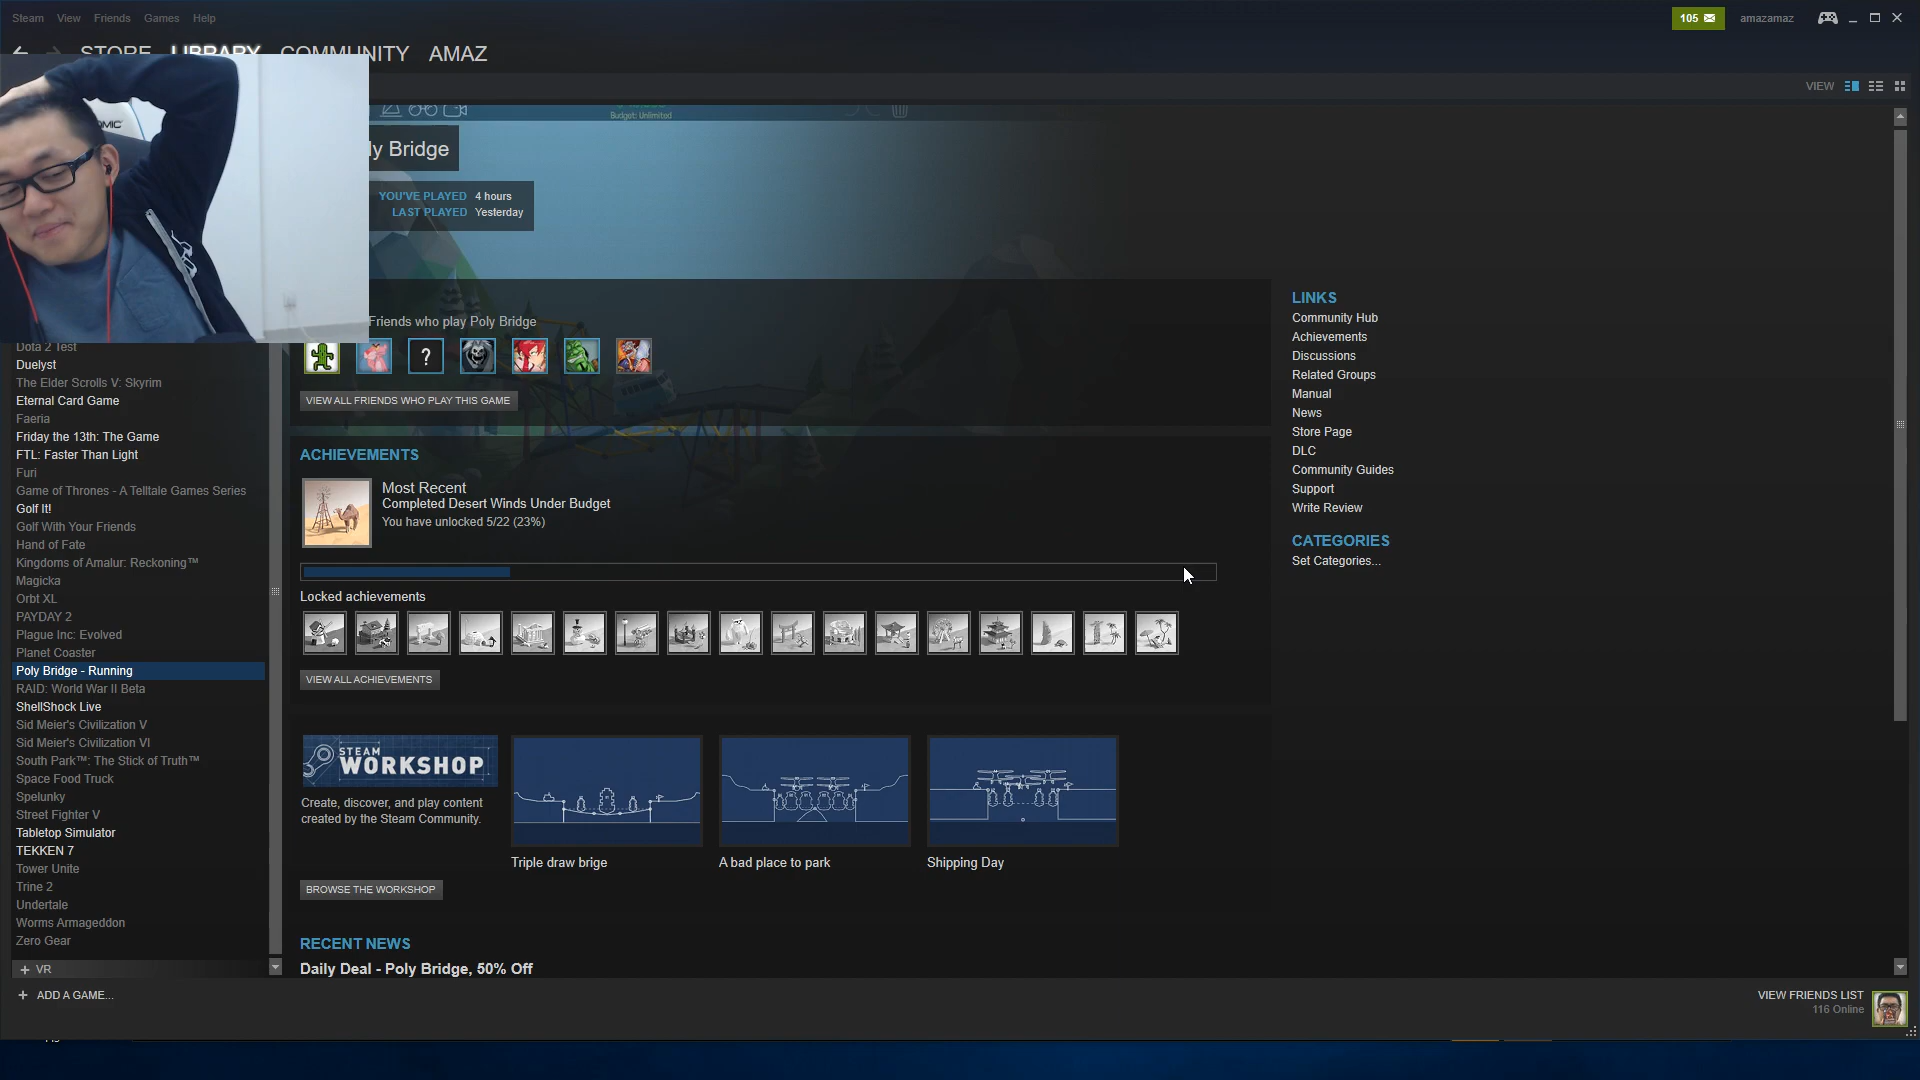 Steam View Friends Games Help
105
amazamaz
STORE LIBRARY COMMUNITY AMAZ
VIEW
OMIC
Budget: Unlimited
ly Bridge
YOU'VE PLAYED 4 hours
LAST PLAYED Yesterday
Friends who play Poly Bridge
?
VIEW ALL FRIENDS WHO PLAY THIS GAME
ACHIEVEMENTS
Most Recent
Completed Desert Winds Under Budget
You have unlocked 5/22 (23%)
Locked achievements
VIEW ALL ACHIEVEMENTS
STEAM
WORKSHOP
Create, discover, and play content
created by the Steam Community.
Triple draw brige
A bad place to park
Shipping Day
BROWSE THE WORKSHOP
RECENT NEWS
Daily Deal - Poly Bridge, 50% Off
LINKS
Community Hub
Achievements
Discussions
Related Groups
Manual
News
Store Page
DLC
Community Guides
Support
Write Review
CATEGORIES
Set Categories...
Dota 2 Test
Duelyst
The Elder Scrolls V: Skyrim
Eternal Card Game
Faeria
Friday the 13th: The Game
FTL: Faster Than Light
Furi
Game of Thrones - A Telltale Games Series
Golf It!
Golf With Your Friends
Hand of Fate
Kingdoms of Amalur: Reckoning™
Magicka
Orbt XL
PAYDAY 2
Plague Inc: Evolved
Planet Coaster
Poly Bridge - Running
RAID: World War II Beta
ShellShock Live
Sid Meier's Civilization V
Sid Meier's Civilization VI
South Park™: The Stick of Truth™
Space Food Truck
Spelunky
Street Fighter V
Tabletop Simulator
TEKKEN 7
Tower Unite
Trine 2
Undertale
Worms Armageddon
Zero Gear
+ VR
+ ADD A GAME...
VIEW FRIENDS LIST
116 Online